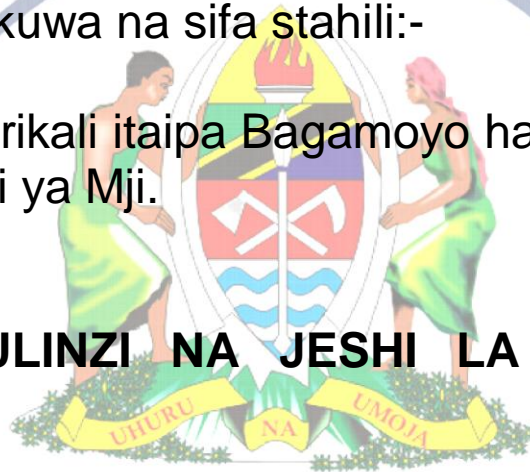 kuwa na sifa stahili:-
rikali itaipa Bagamoyo ha
i ya Mji.
ULINZI NA JESHI LA
UHURU NA UMOJA